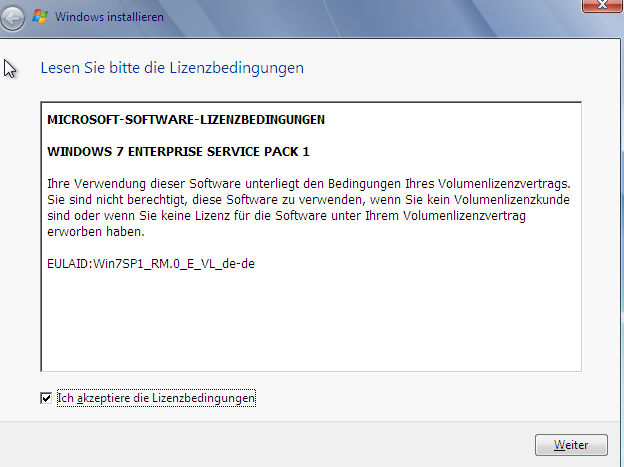 Windows installieren
Lesen Sie bitte die Lizenzbedingungen
MICROSOFT-SOFTWARE-LIZENZBEDINGUNGEN
WINDOWS 7 ENTERPRISE SERVICE PACK 1
Ihre Verwendung dieser Software unterliegt den Bedingungen Ihres Volumenlizenzvertrags.
Sie sind nicht berechtigt, diese Software zu verwenden, wenn Sie kein Volumenlizenzkunde
sind oder wenn Sie keine Lizenz für die Software unter Ihrem Volumenlizenzvertrag
erworben haben.
EULAID:Win7SP1_RM.0_E_VL_de-de
Ich akzeptiere die Lizenzbedingungen
Weiter